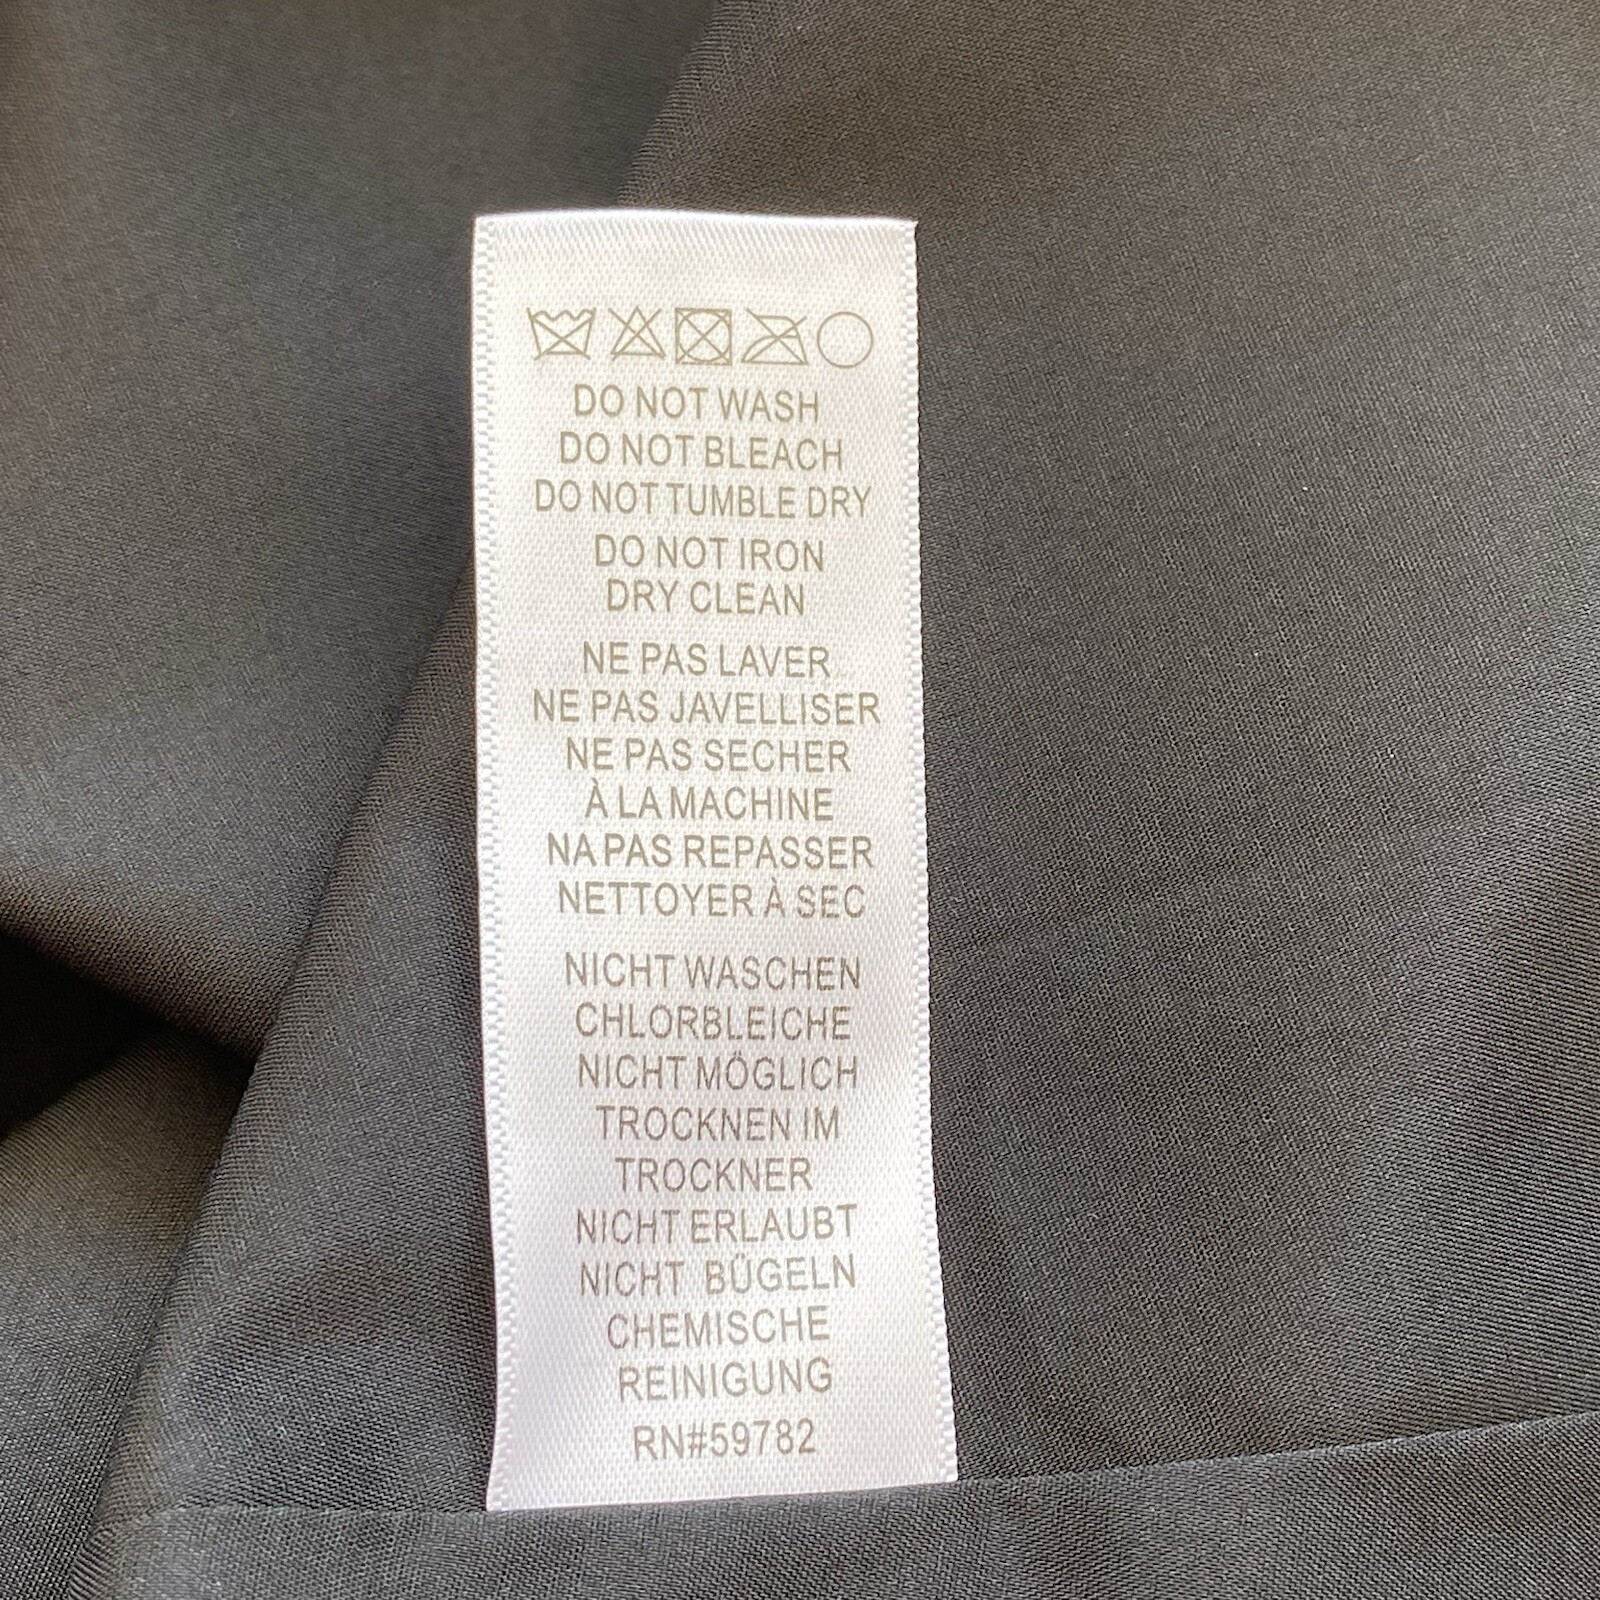 DO NOT WASH
DO NOT BLEACH
DO NOT TUMBLE DRY
DO NOT IRON
DRY CLEAN
NE PAS LAVER
NE PAS JAVELLISER
NE PAS SECHER
À LA MACHINE
NA PAS REPASSER
NETTOYER À SEC
NICHT WASCHEN
CHLORBLEICHE
NICHT MÖGLICH
TROCKNEN IM
TROCKNER
NICHT ERLAUBT
NICHT BÜGELN
CHEMISCHE
REINIGUNG
RN#59782